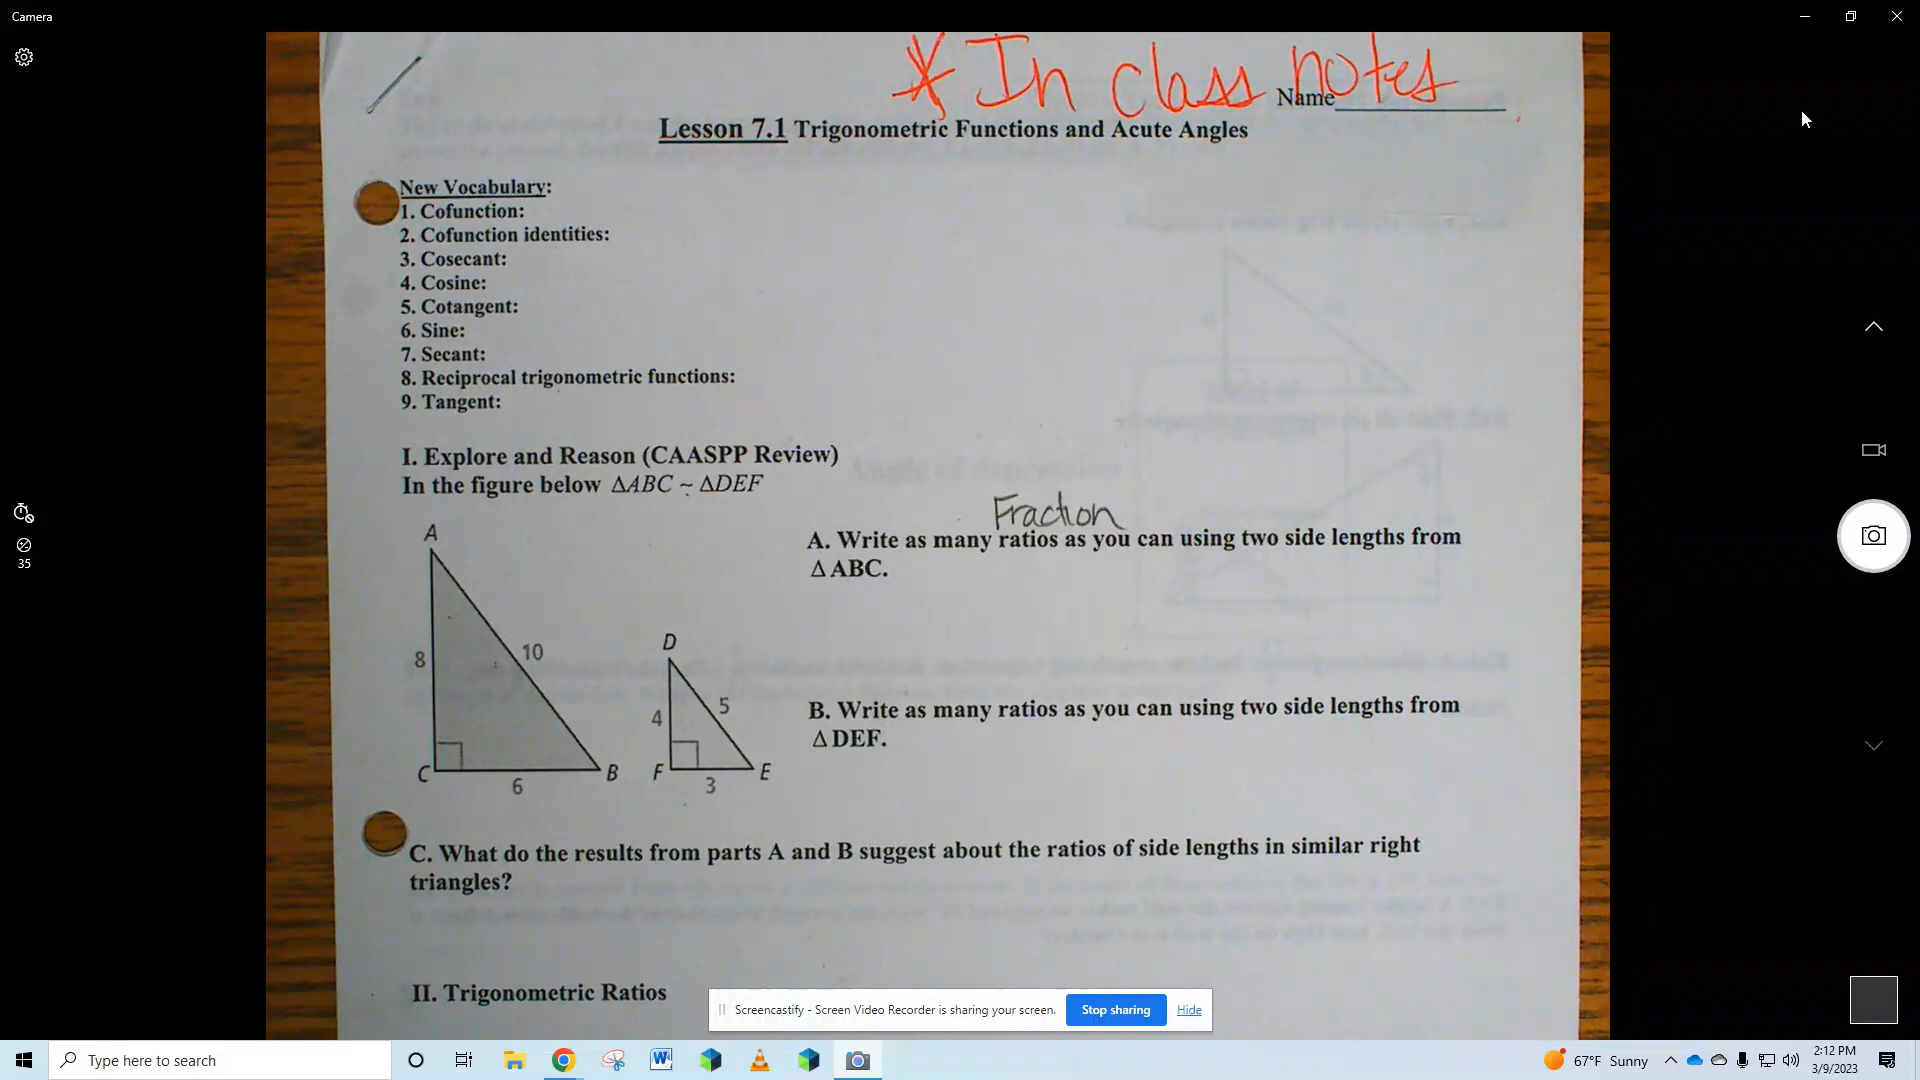 Camera
* In class notes
Name
Lesson 7.1 Trigonometric Functions and Acute Angles
New Vocabulary:
1. Cofunction:
2. Cofunction identities:
3. Cosecant:
4. Cosine:
5. Cotangent:
6. Sine:
7. Secant:
8. Reciprocal trigonometric functions:
9. Tangent:
I. Explore and Reason (CAASPP Review)
In the figure below ΔABC ~ ΔDEF
Fraction
A. Write as many ratios as you can using two side lengths from
Δ ABC.
A
8
10
C
6
B
D
4
5
F
3
E
B. Write as many ratios as you can using two side lengths from
Δ DEF.
C. What do the results from parts A and B suggest about the ratios of side lengths in similar right
triangles?
II. Trigonometric Ratios
35
Screencastify - Screen Video Recorder is sharing your screen.
Stop sharing
Hide
Type here to search
67°F Sunny
2:12 PM
3/9/2023